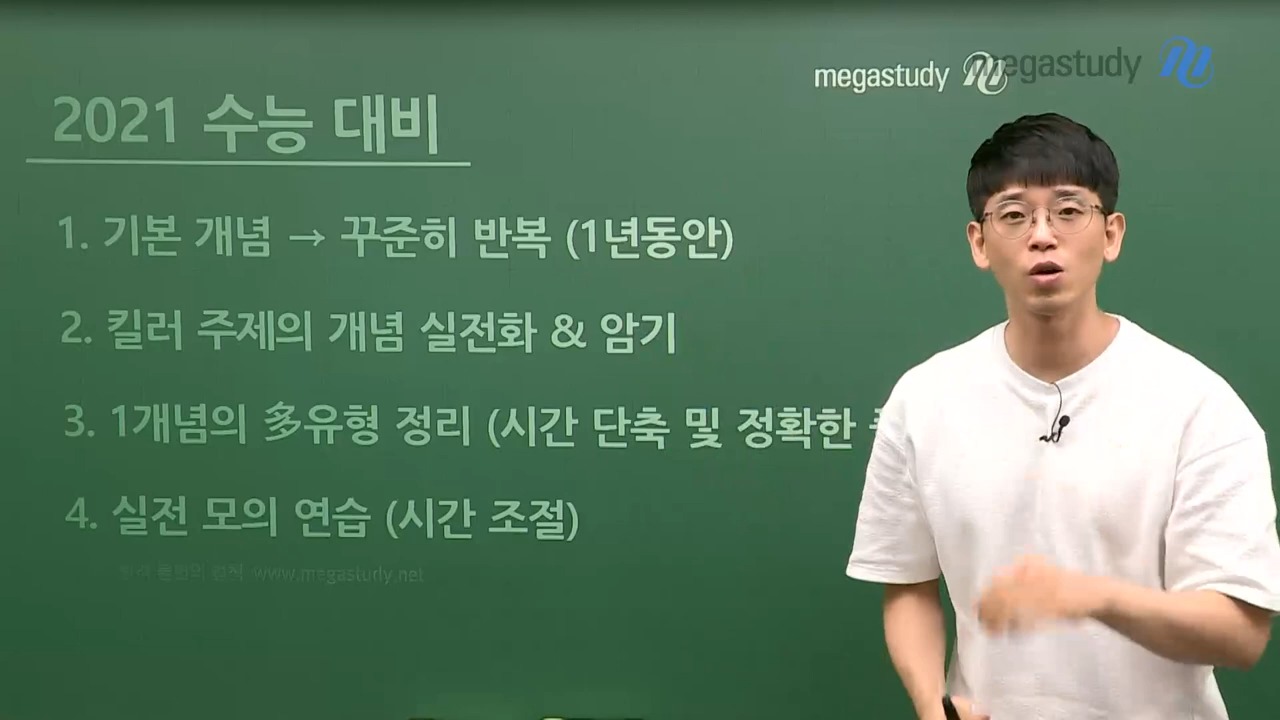 megastudy
megastudy
2021 수능 대비
1. 기본 개념 → 꾸준히 반복 (1년동안)
2. 킬러 주제의 개념 실전화 & 암기
3. 1개념의 多유형 정리 (시간 단축 및 정확한
4. 실전 모의 연습 (시간 조절)
www.megastudy.net